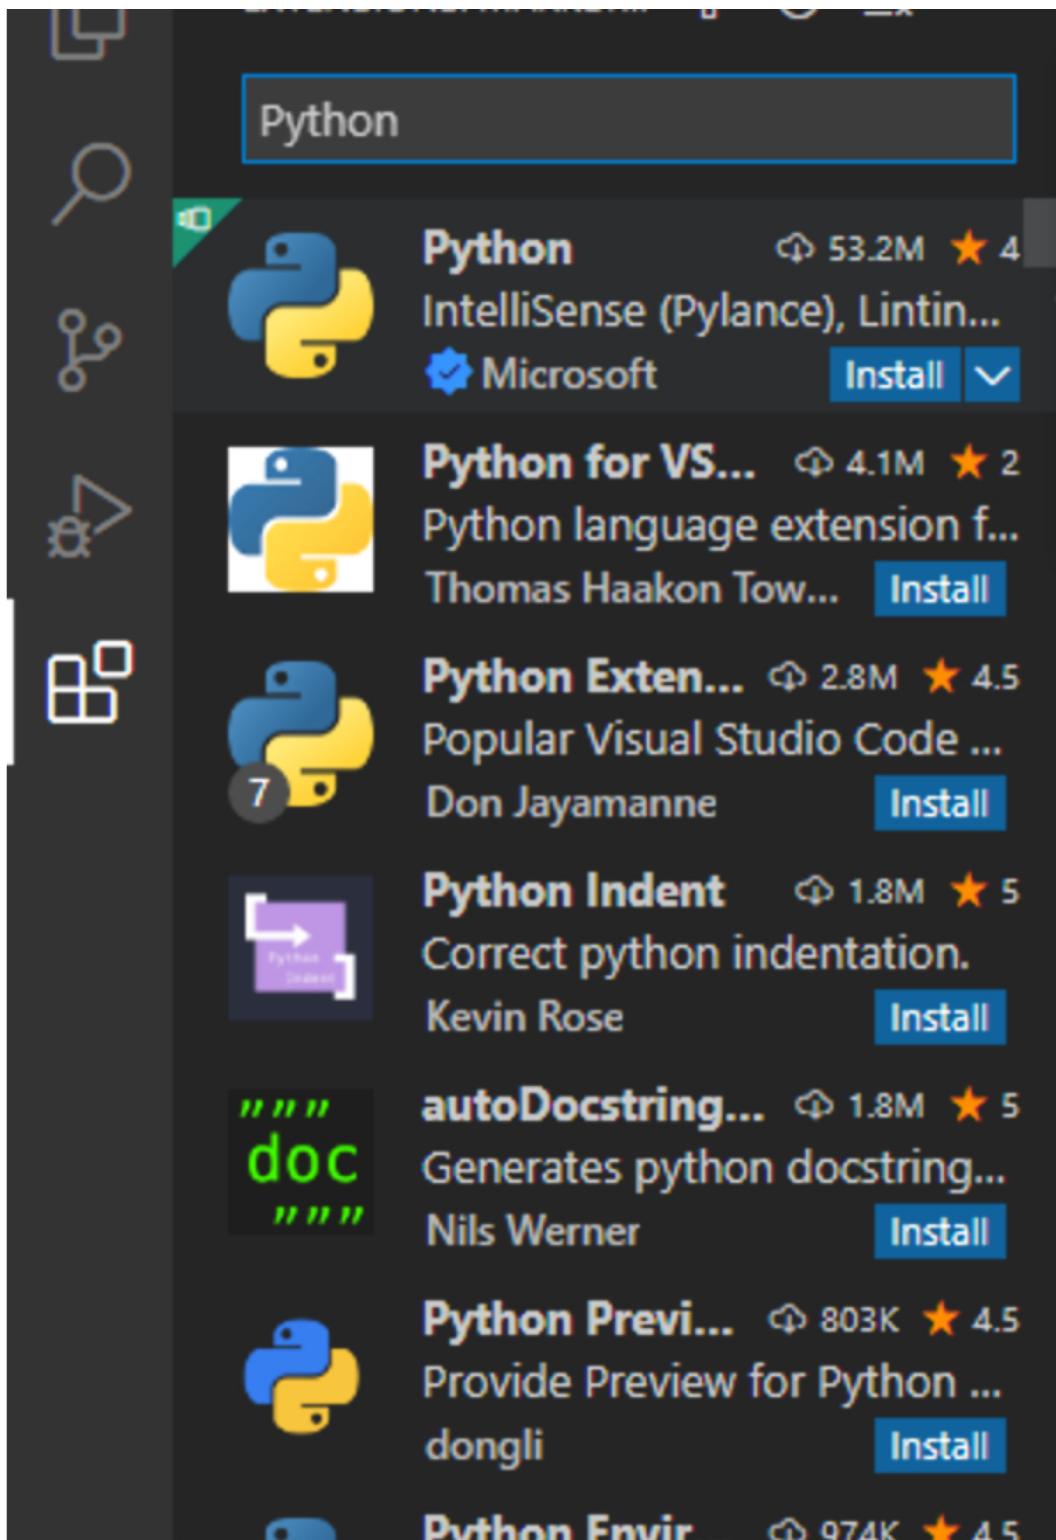 Python
Python 53.2M 4
IntelliSense (Pylance), Lintin...
Microsoft Install
Python for VS... 4.1M 2
Python language extension f...
Thomas Haakon Tow... Install
Python Exten... 2.8M 4.5
Popular Visual Studio Code ...
7 Don Jayamanne Install
Python Indent 1.8M 5
Correct python indentation.
Python Indent
Kevin Rose Install
""" autoDocstring... 1.8M 5
doc Generates python docstring...
""" Nils Werner Install
Python Previ... 803K 4.5
Provide Preview for Python ...
dongli Install
Python Envir... 974K 4.5